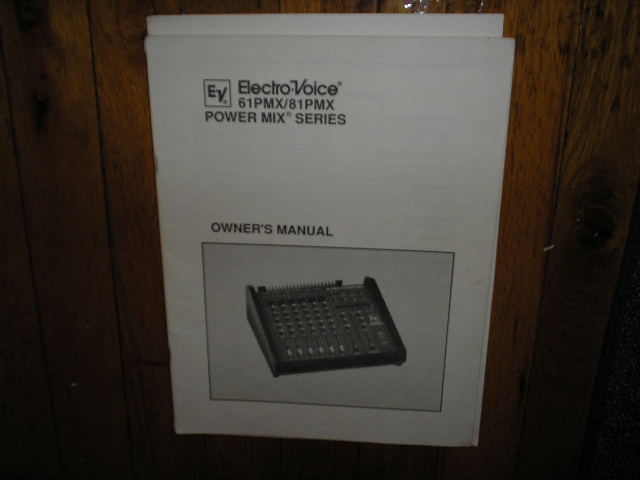 EV Electro-Voice®
61PMX/81PMX
POWER MIX® SERIES
OWNER'S MANUAL